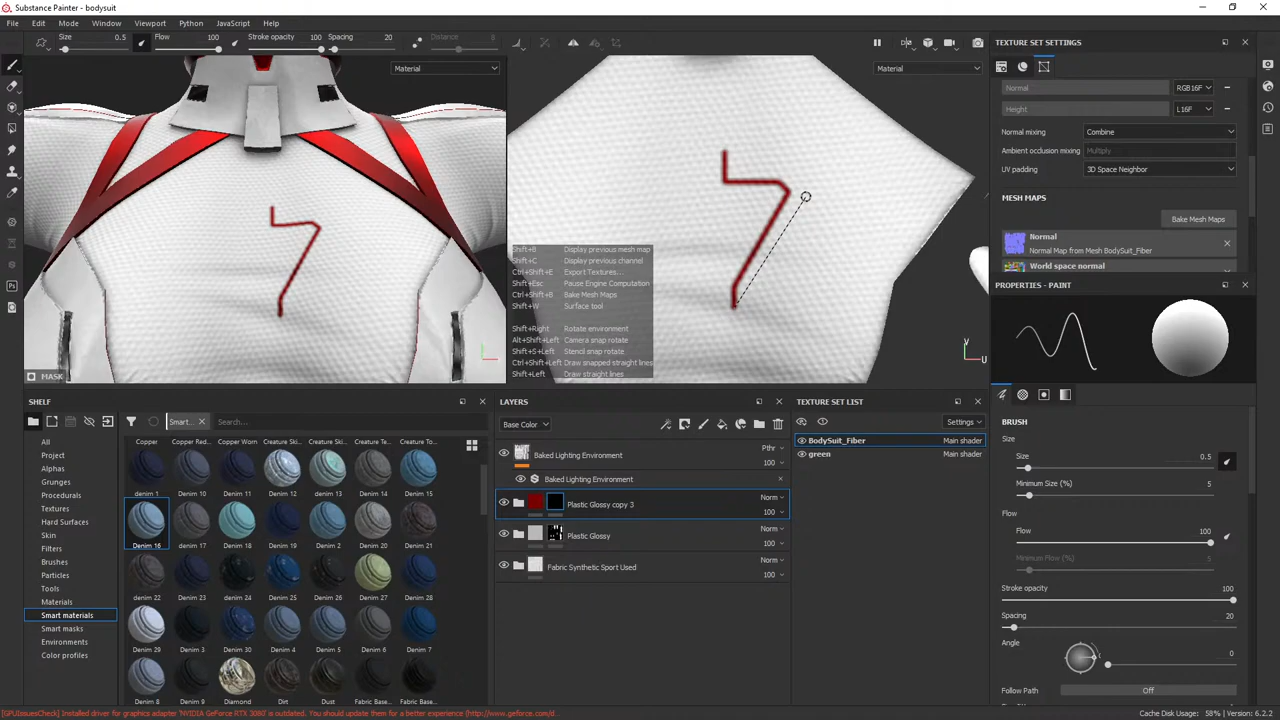 Substance Painter - bodysuit
File Edit Mode Window Viewport Python JavaScript Help
Size 0.5 Flow 100 Stroke opacity 100 Spacing 20 Distance 8
Material
Material
Shift+B Display previous mesh map
Shift+C Display previous channel
Ctrl+Shift+E Export Textures...
Shift+Esc Pause Engine Computation
Ctrl+Shift+B Bake Mesh Maps
Shift+W Surface tool
Shift+Right Rotate environment
Alt+Shift+Left Camera snap rotate
Shift+S+Left Stencil snap rotate
Ctrl+Shift+Left Draw snapped straight lines
Shift+Left Draw straight lines
MASK
V
U
TEXTURE SET SETTINGS
Normal RGB16F
Height L16F
Normal mixing Combine
Ambient occlusion mixing Multiply
UV padding 3D Space Neighbor
MESH MAPS
Bake Mesh Maps
Normal
Normal Map from Mesh BodySuit_Fiber
World space normal
PROPERTIES - PAINT
BRUSH
Size
Size 0.5
Minimum Size (%) 5
Flow
Flow 100
Minimum Flow (%) 5
Stroke opacity 100
Spacing 20
Angle 0
Follow Path Off
SHELF
Smart...
Search...
All
Project
Alphas
Grunges
Procedurals
Textures
Hard Surfaces
Skin
Filters
Brushes
Particles
Tools
Materials
Smart materials
Smart masks
Environments
Color profiles
Copper Copper Red... Copper Worn Creature Ski... Creature Ski... Creature Te... Creature To...
denim 1 Denim 10 Denim 11 Denim 12 Denim 13 Denim 14 Denim 15
Denim 16 denim 17 Denim 18 Denim 19 Denim 2 Denim 20 Denim 21
denim 22 Denim 23 Denim 24 Denim 25 Denim 26 Denim 27 Denim 28
Denim 29 Denim 3 Denim 30 Denim 4 Denim 5 Denim 6 Denim 7
Denim 8 Denim 9 Diamond Dirt Dust Fabric Base... Fabric Base...
LAYERS
Base Color
Baked Lighting Environment Pthr 100
Baked Lighting Environment
Plastic Glossy copy 3 Norm 100
Plastic Glossy Norm 100
Fabric Synthetic Sport Used Norm 100
TEXTURE SET LIST
Settings
BodySuit_Fiber Main shader
green Main shader
[GPUIssuesCheck] Installed driver for graphics adapter 'NVIDIA GeForce RTX 3080' is outdated. You should update them for a better experience (http://www.geforce.com/d
Cache Disk Usage: 58% | Version: 6.2.2